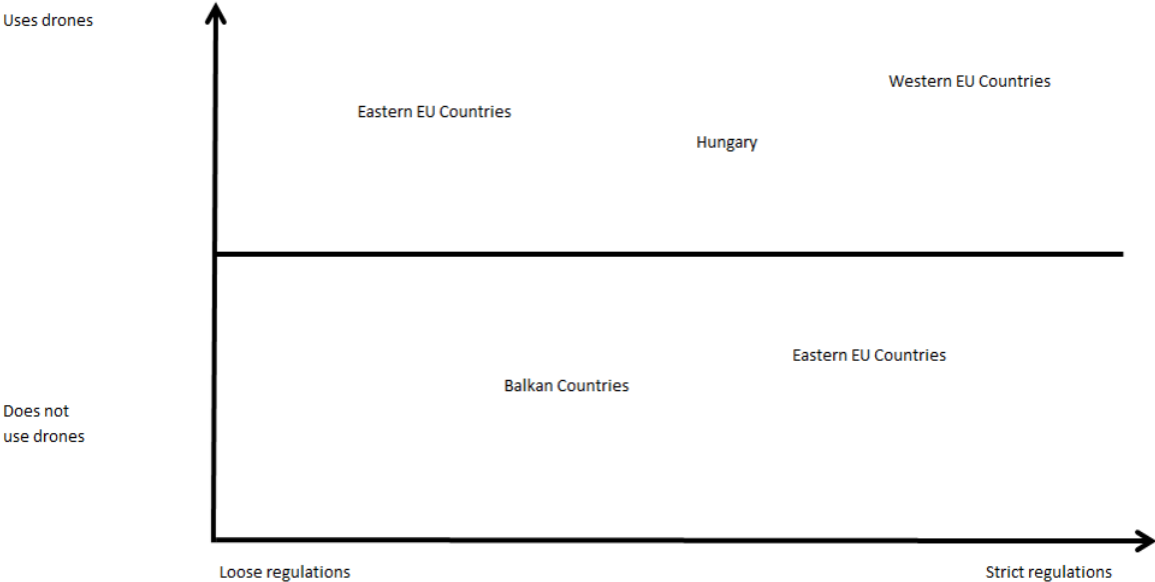 Uses drones
Western EU Countries
Eastern EU Countries
Hungary
Eastern EU Countries
Balkan Countries
Does not
use drones
Loose regulations
Strict regulations